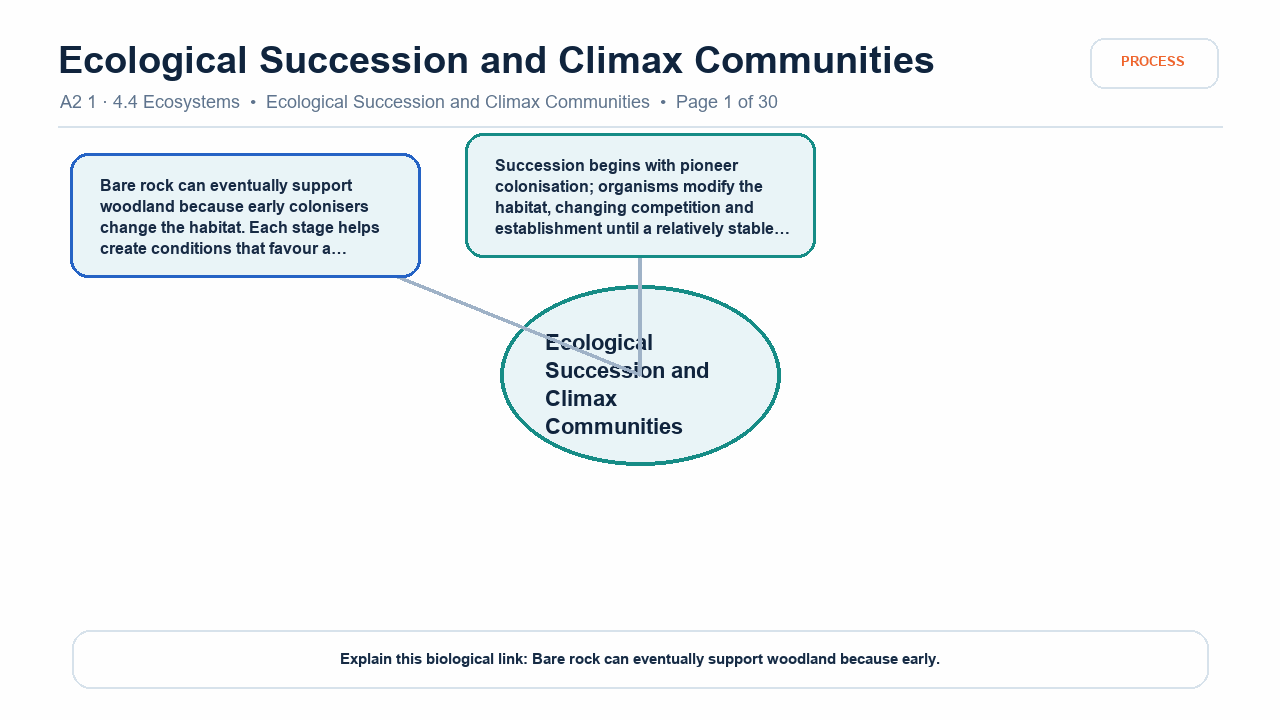 Ecological Succession and Climax Communities
PROCESS
A2 1 · 4.4 Ecosystems • Ecological Succession and Climax Communities • Page 1 of 30
Bare rock can eventually support
woodland because early colonisers
change the habitat. Each stage helps
create conditions that favour a…
Succession begins with pioneer
colonisation; organisms modify the
habitat, changing competition and
establishment until a relatively stable…
Ecological
Succession and
Climax
Communities
Explain this biological link: Bare rock can eventually support woodland because early.